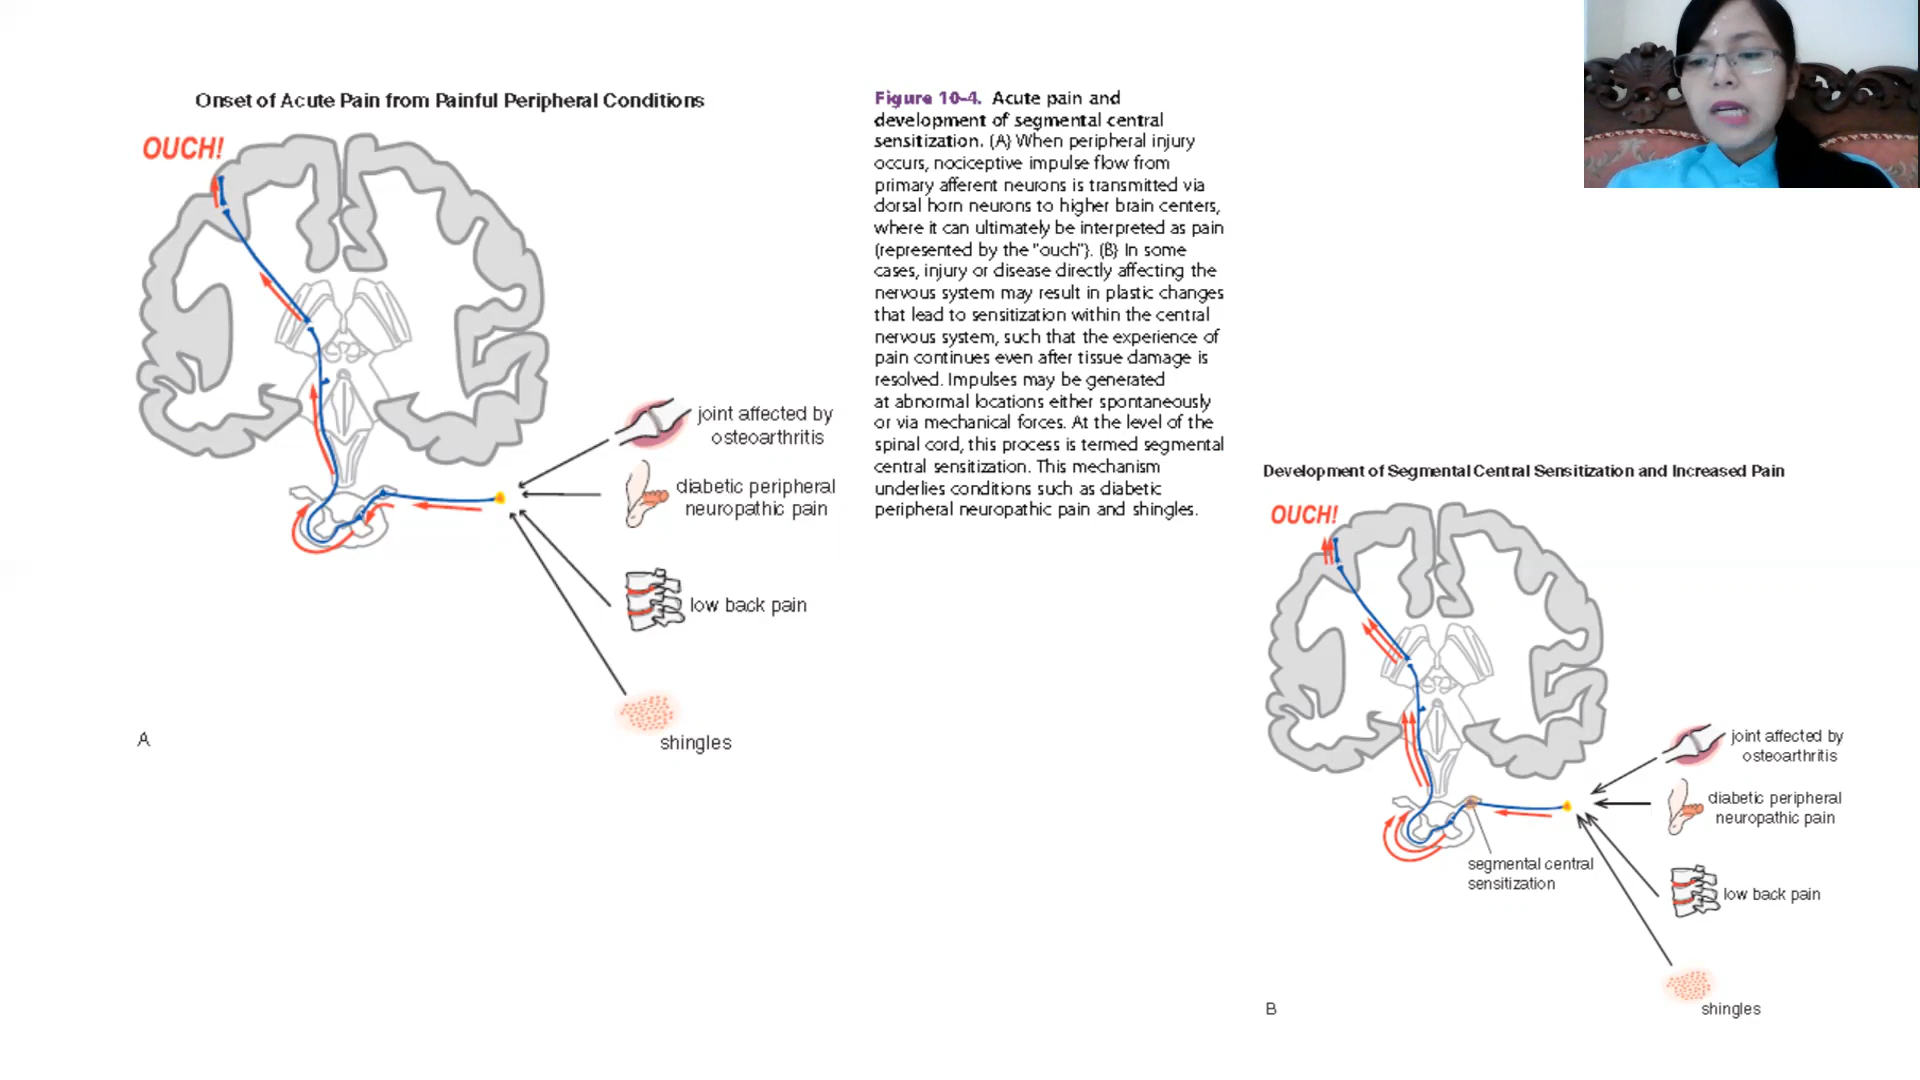 Onset of Acute Pain from Painful Peripheral Conditions
OUCH!
joint affected by
osteoarthritis
diabetic peripheral
neuropathic pain
low back pain
shingles
A
Figure 10-4. Acute pain and
development of segmental central
sensitization. (A) When peripheral injury
occurs, nociceptive impulse flow from
primary afferent neurons is transmitted via
dorsal horn neurons to higher brain centers,
where it can ultimately be interpreted as pain
(represented by the "ouch"). (B) In some
cases, injury or disease directly affecting the
nervous system may result in plastic changes
that lead to sensitization within the central
nervous system, such that the experience of
pain continues even after tissue damage is
resolved. Impulses may be generated
at abnormal locations either spontaneously
or via mechanical forces. At the level of the
spinal cord, this process is termed segmental
central sensitization. This mechanism
underlies conditions such as diabetic
peripheral neuropathic pain and shingles.
Development of Segmental Central Sensitization and Increased Pain
OUCH!
joint affected by
osteoarthritis
diabetic peripheral
neuropathic pain
segmental central
sensitization
low back pain
shingles
B